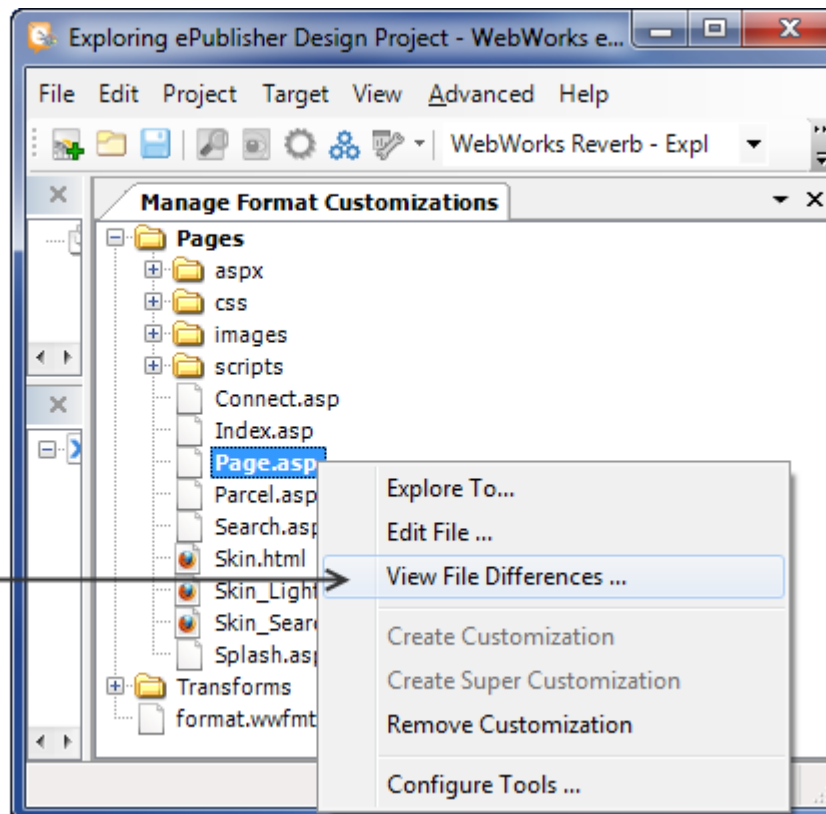 Exploring ePublisher Design Project - WebWorks e...
File Edit Project Target View Advanced Help
WebWorks Reverb - Expl
Manage Format Customizations
Pages
aspx
css
images
scripts
Connect.asp
Index.asp
Page.asp
Parcel.asp
Search.asp
Skin.html
Skin_Light
Skin_Sear
Splash.asp
Transforms
format.wwfmt
Explore To...
Edit File ...
View File Differences ...
Create Customization
Create Super Customization
Remove Customization
Configure Tools ...